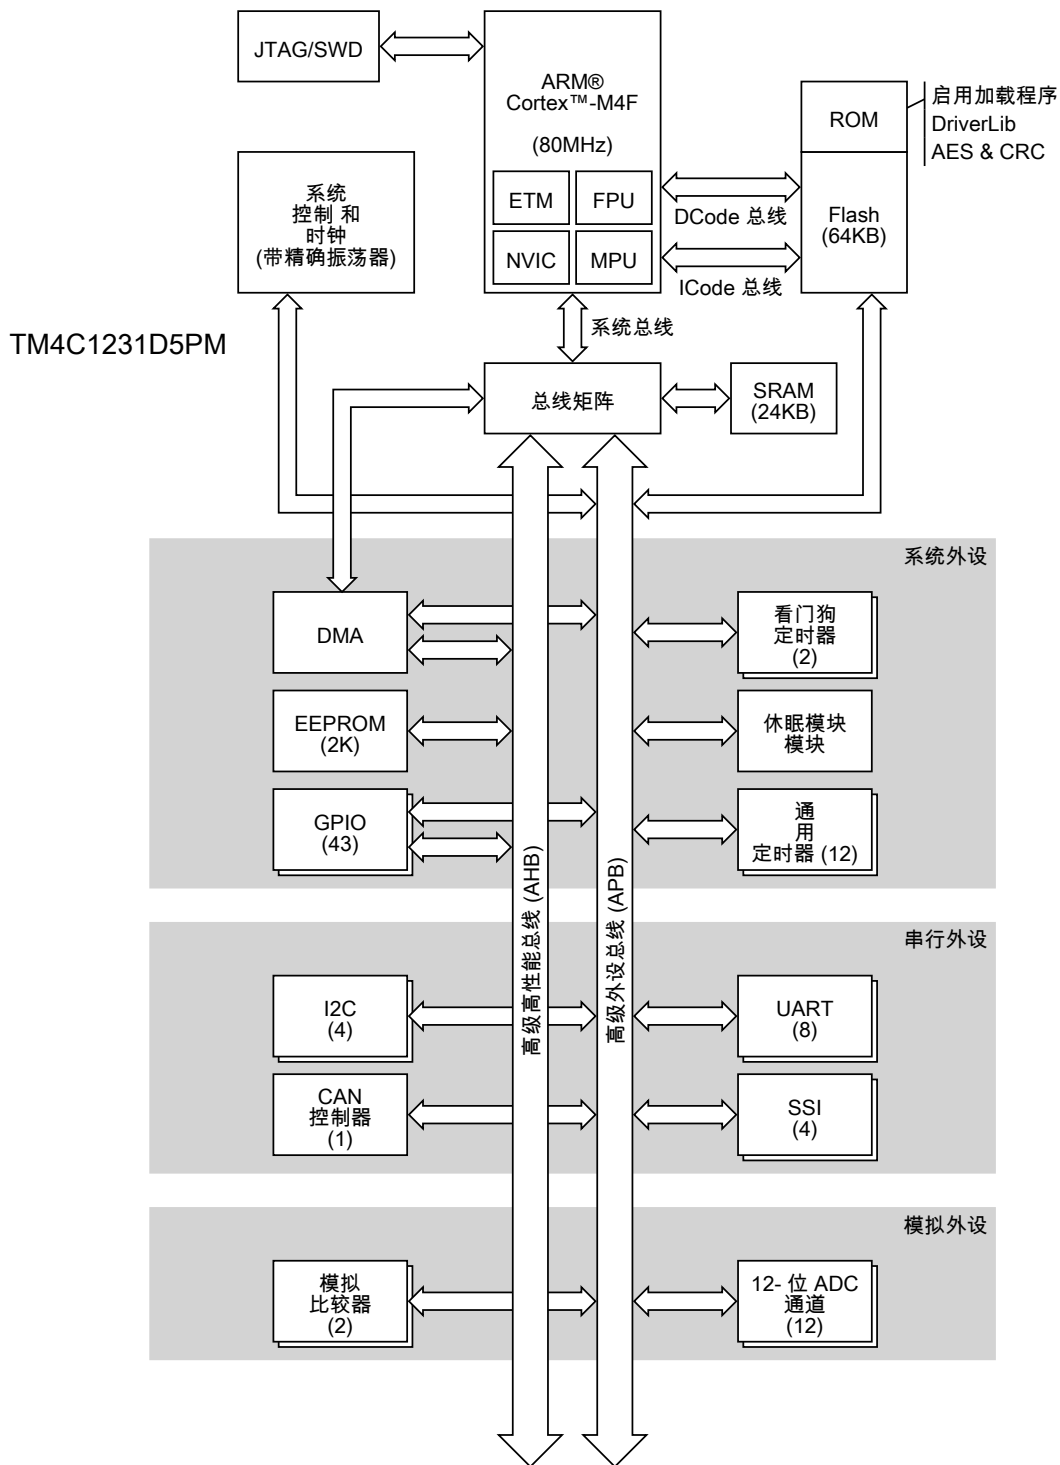 JTAG/SWD
ARM®
Cortex™-M4F
(80MHz)
ETM
FPU
NVIC
MPU
ROM
启用加载程序
DriverLib
AES & CRC
Flash
(64KB)
DCode 总线
ICode 总线
系统
控制 和
时钟
(带精确振荡器)
系统总线
TM4C1231D5PM
总线矩阵
SRAM
(24KB)
系统外设
DMA
看门狗
定时器
(2)
EEPROM
(2K)
休眠模块
模块
GPIO
(43)
通
用
定时器 (12)
高级高性能总线 (AHB)
高级外设总线 (APB)
串行外设
I2C
(4)
UART
(8)
CAN
控制器
(1)
SSI
(4)
模拟外设
模拟
比较器
(2)
12- 位 ADC
通道
(12)